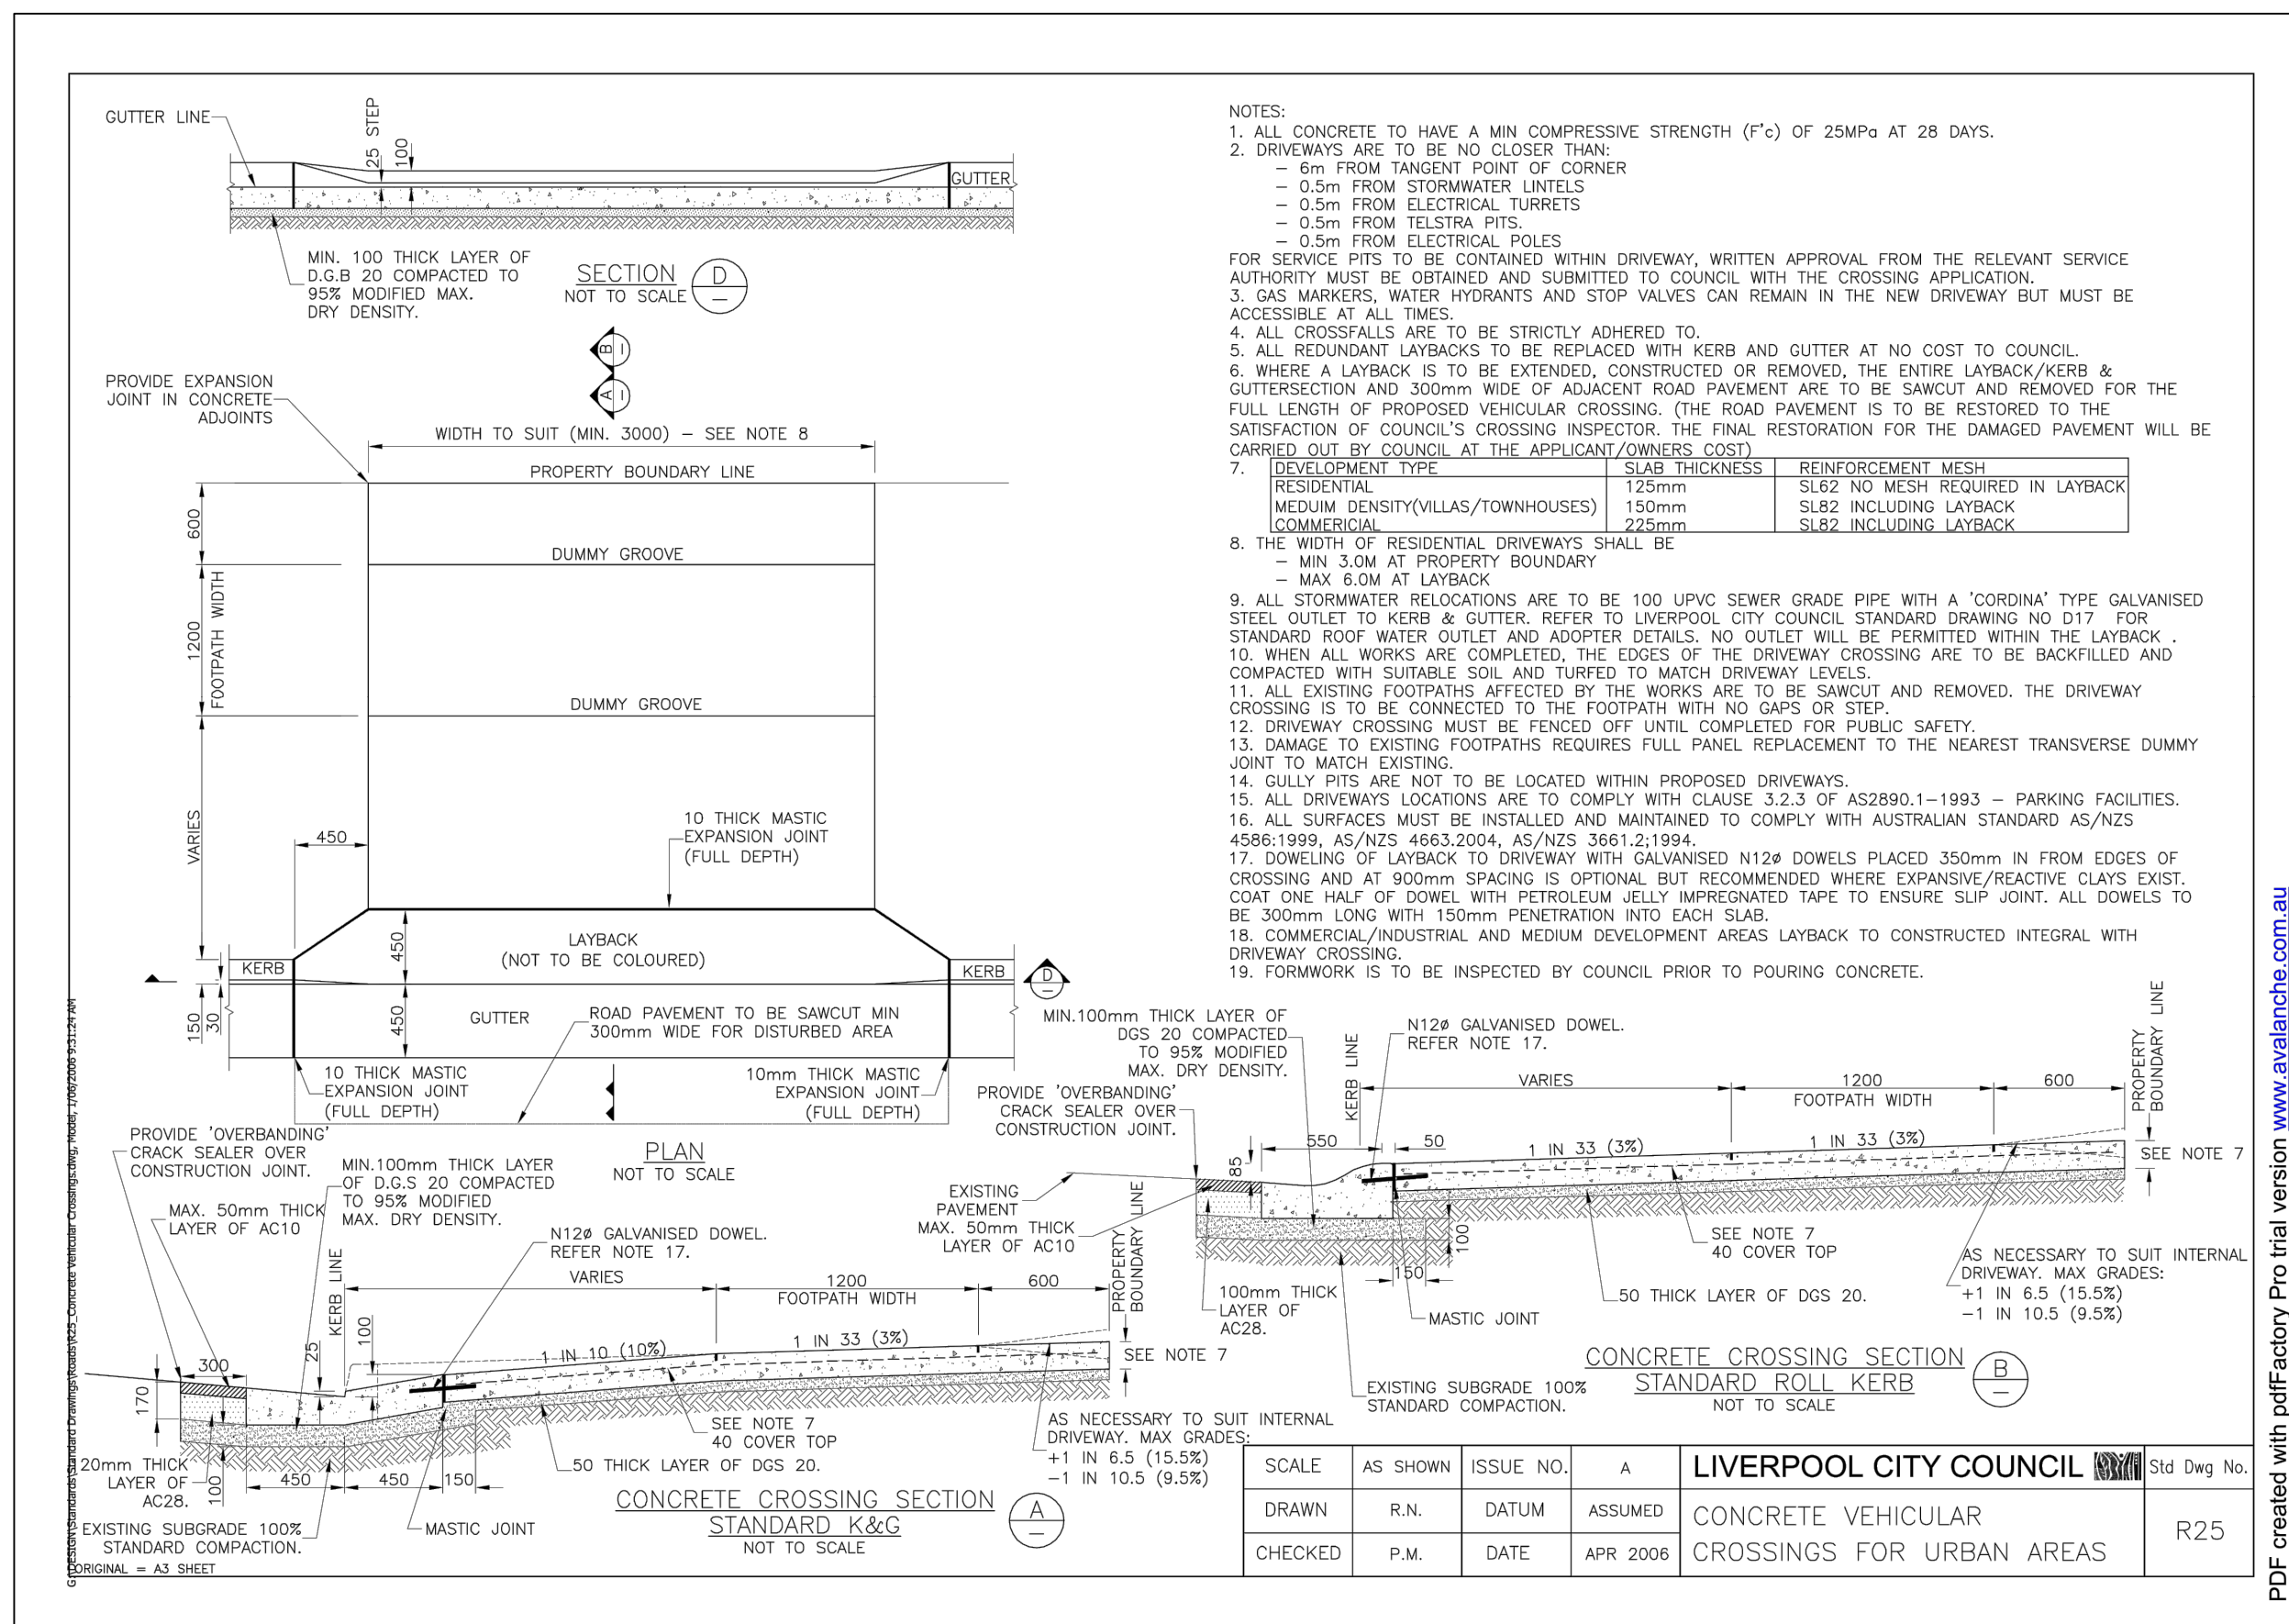 GUTTER LINE
25 STEP
100
GUTTER
MIN. 100 THICK LAYER OF
D.G.B 20 COMPACTED TO
95% MODIFIED MAX.
DRY DENSITY.
SECTION
NOT TO SCALE
D
B
A
PROVIDE EXPANSION
JOINT IN CONCRETE
ADJOINTS
WIDTH TO SUIT (MIN. 3000) – SEE NOTE 8
PROPERTY BOUNDARY LINE
600
DUMMY GROOVE
1200
FOOTPATH WIDTH
DUMMY GROOVE
VARIES
450
10 THICK MASTIC
EXPANSION JOINT
(FULL DEPTH)
450
LAYBACK
(NOT TO BE COLOURED)
KERB
KERB
D
150
30
450
GUTTER
ROAD PAVEMENT TO BE SAWCUT MIN
300mm WIDE FOR DISTURBED AREA
10 THICK MASTIC
EXPANSION JOINT
(FULL DEPTH)
10mm THICK MASTIC
EXPANSION JOINT
(FULL DEPTH)
PLAN
NOT TO SCALE
NOTES:
1. ALL CONCRETE TO HAVE A MIN COMPRESSIVE STRENGTH (F'c) OF 25MPa AT 28 DAYS.
2. DRIVEWAYS ARE TO BE NO CLOSER THAN:
– 6m FROM TANGENT POINT OF CORNER
– 0.5m FROM STORMWATER LINTELS
– 0.5m FROM ELECTRICAL TURRETS
– 0.5m FROM TELSTRA PITS.
– 0.5m FROM ELECTRICAL POLES
FOR SERVICE PITS TO BE CONTAINED WITHIN DRIVEWAY, WRITTEN APPROVAL FROM THE RELEVANT SERVICE
AUTHORITY MUST BE OBTAINED AND SUBMITTED TO COUNCIL WITH THE CROSSING APPLICATION.
3. GAS MARKERS, WATER HYDRANTS AND STOP VALVES CAN REMAIN IN THE NEW DRIVEWAY BUT MUST BE
ACCESSIBLE AT ALL TIMES.
4. ALL CROSSFALLS ARE TO BE STRICTLY ADHERED TO.
5. ALL REDUNDANT LAYBACKS TO BE REPLACED WITH KERB AND GUTTER AT NO COST TO COUNCIL.
6. WHERE A LAYBACK IS TO BE EXTENDED, CONSTRUCTED OR REMOVED, THE ENTIRE LAYBACK/KERB &
GUTTERSECTION AND 300mm WIDE OF ADJACENT ROAD PAVEMENT ARE TO BE SAWCUT AND REMOVED FOR THE
FULL LENGTH OF PROPOSED VEHICULAR CROSSING. (THE ROAD PAVEMENT IS TO BE RESTORED TO THE
SATISFACTION OF COUNCIL'S CROSSING INSPECTOR. THE FINAL RESTORATION FOR THE DAMAGED PAVEMENT WILL BE
CARRIED OUT BY COUNCIL AT THE APPLICANT/OWNERS COST)
7. DEVELOPMENT TYPE SLAB THICKNESS REINFORCEMENT MESH
RESIDENTIAL 125mm SL62 NO MESH REQUIRED IN LAYBACK
MEDUIM DENSITY(VILLAS/TOWNHOUSES) 150mm SL82 INCLUDING LAYBACK
COMMERICIAL 225mm SL82 INCLUDING LAYBACK
8. THE WIDTH OF RESIDENTIAL DRIVEWAYS SHALL BE
– MIN 3.0M AT PROPERTY BOUNDARY
– MAX 6.0M AT LAYBACK
9. ALL STORMWATER RELOCATIONS ARE TO BE 100 UPVC SEWER GRADE PIPE WITH A 'CORDINA' TYPE GALVANISED
STEEL OUTLET TO KERB & GUTTER. REFER TO LIVERPOOL CITY COUNCIL STANDARD DRAWING NO D17 FOR
STANDARD ROOF WATER OUTLET AND ADOPTER DETAILS. NO OUTLET WILL BE PERMITTED WITHIN THE LAYBACK .
10. WHEN ALL WORKS ARE COMPLETED, THE EDGES OF THE DRIVEWAY CROSSING ARE TO BE BACKFILLED AND
COMPACTED WITH SUITABLE SOIL AND TURFED TO MATCH DRIVEWAY LEVELS.
11. ALL EXISTING FOOTPATHS AFFECTED BY THE WORKS ARE TO BE SAWCUT AND REMOVED. THE DRIVEWAY
CROSSING IS TO BE CONNECTED TO THE FOOTPATH WITH NO GAPS OR STEP.
12. DRIVEWAY CROSSING MUST BE FENCED OFF UNTIL COMPLETED FOR PUBLIC SAFETY.
13. DAMAGE TO EXISTING FOOTPATHS REQUIRES FULL PANEL REPLACEMENT TO THE NEAREST TRANSVERSE DUMMY
JOINT TO MATCH EXISTING.
14. GULLY PITS ARE NOT TO BE LOCATED WITHIN PROPOSED DRIVEWAYS.
15. ALL DRIVEWAYS LOCATIONS ARE TO COMPLY WITH CLAUSE 3.2.3 OF AS2890.1–1993 – PARKING FACILITIES.
16. ALL SURFACES MUST BE INSTALLED AND MAINTAINED TO COMPLY WITH AUSTRALIAN STANDARD AS/NZS
4586:1999, AS/NZS 4663.2004, AS/NZS 3661.2;1994.
17. DOWELING OF LAYBACK TO DRIVEWAY WITH GALVANISED N12ø DOWELS PLACED 350mm IN FROM EDGES OF
CROSSING AND AT 900mm SPACING IS OPTIONAL BUT RECOMMENDED WHERE EXPANSIVE/REACTIVE CLAYS EXIST.
COAT ONE HALF OF DOWEL WITH PETROLEUM JELLY IMPREGNATED TAPE TO ENSURE SLIP JOINT. ALL DOWELS TO
BE 300mm LONG WITH 150mm PENETRATION INTO EACH SLAB.
18. COMMERCIAL/INDUSTRIAL AND MEDIUM DEVELOPMENT AREAS LAYBACK TO CONSTRUCTED INTEGRAL WITH
DRIVEWAY CROSSING.
19. FORMWORK IS TO BE INSPECTED BY COUNCIL PRIOR TO POURING CONCRETE.
PROVIDE 'OVERBANDING'
CRACK SEALER OVER
CONSTRUCTION JOINT.
MIN.100mm THICK LAYER
OF D.G.S 20 COMPACTED
TO 95% MODIFIED
MAX. DRY DENSITY.
MAX. 50mm THICK
LAYER OF AC10
N12ø GALVANISED DOWEL.
REFER NOTE 17.
KERB LINE
VARIES
1200
FOOTPATH WIDTH
600
PROPERTY
BOUNDARY LINE
300
25
100
1 IN 10 (10%)
1 IN 33 (3%)
SEE NOTE 7
170
SEE NOTE 7
40 COVER TOP
AS NECESSARY TO SUIT INTERNAL
DRIVEWAY. MAX GRADES:
+1 IN 6.5 (15.5%)
–1 IN 10.5 (9.5%)
20mm THICK
LAYER OF
AC28.
100
450
450
150
50 THICK LAYER OF DGS 20.
EXISTING SUBGRADE 100%
STANDARD COMPACTION.
MASTIC JOINT
CONCRETE CROSSING SECTION
STANDARD K&G
NOT TO SCALE
A
MIN.100mm THICK LAYER OF
DGS 20 COMPACTED
TO 95% MODIFIED
MAX. DRY DENSITY.
PROVIDE 'OVERBANDING'
CRACK SEALER OVER
CONSTRUCTION JOINT.
N12ø GALVANISED DOWEL.
REFER NOTE 17.
KERB LINE
VARIES
1200
FOOTPATH WIDTH
600
PROPERTY
BOUNDARY LINE
550
50
85
1 IN 33 (3%)
1 IN 33 (3%)
SEE NOTE 7
EXISTING
PAVEMENT
MAX. 50mm THICK
LAYER OF AC10
100
150
SEE NOTE 7
40 COVER TOP
AS NECESSARY TO SUIT INTERNAL
DRIVEWAY. MAX GRADES:
+1 IN 6.5 (15.5%)
–1 IN 10.5 (9.5%)
100mm THICK
LAYER OF
AC28.
50 THICK LAYER OF DGS 20.
MASTIC JOINT
EXISTING SUBGRADE 100%
STANDARD COMPACTION.
CONCRETE CROSSING SECTION
STANDARD ROLL KERB
NOT TO SCALE
B
SCALE AS SHOWN ISSUE NO. A
DRAWN R.N. DATUM ASSUMED
CHECKED P.M. DATE APR 2006
LIVERPOOL CITY COUNCIL
CONCRETE VEHICULAR
CROSSINGS FOR URBAN AREAS
Std Dwg No.
R25
G:\DESIGN\Standards\Standard Drawings\Roads\R25_Concrete Vehicular Crossings.dwg, Model, 1/06/2006 9:31:24 AM
ORIGINAL = A3 SHEET
PDF created with pdfFactory Pro trial version www.avalanche.com.au